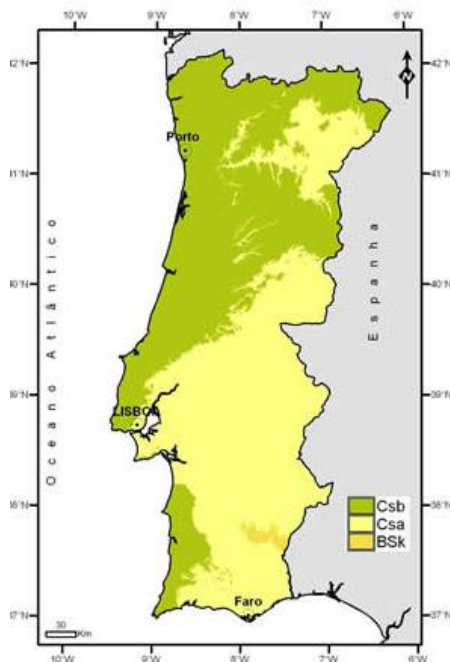 10°W 9°W 8°W 7°W 6°W
42°N 42°N
Porto
41°N 41°N
Oceano Atlântico
Espanha
40°N 40°N
39°N 39°N
LISBOA
38°N 38°N
Csb
Csa
BSk
Faro
37°N 37°N
30
Km
10°W 9°W 8°W 7°W 6°W
N